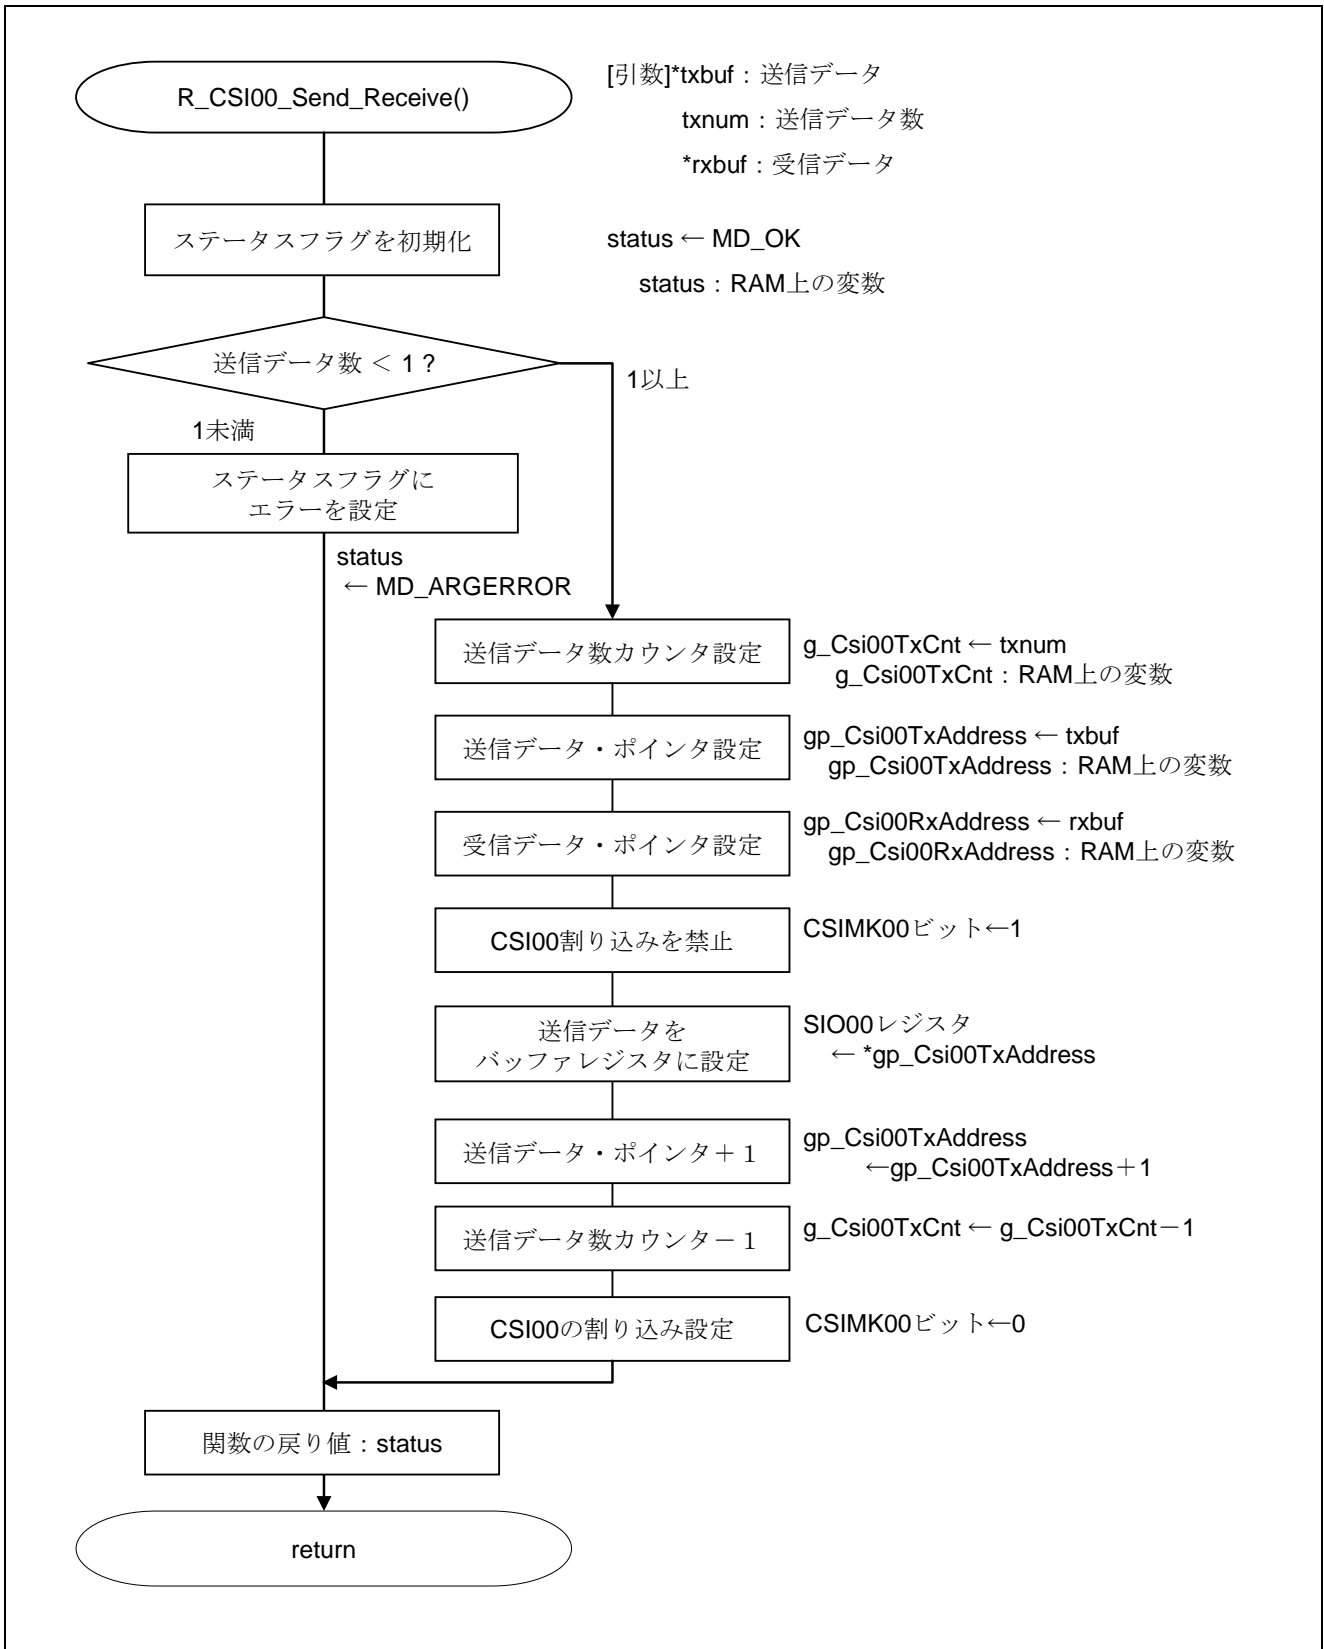 R_CSI00_Send_Receive()
[引数]*txbuf：送信データ
txnum：送信データ数
*rxbuf：受信データ
ステータスフラグを初期化
status ← MD_OK
status：RAM上の変数
送信データ数 ＜ 1 ?
1以上
1未満
ステータスフラグに
エラーを設定
status
← MD_ARGERROR
送信データ数カウンタ設定
g_Csi00TxCnt ← txnum
g_Csi00TxCnt：RAM上の変数
送信データ・ポインタ設定
gp_Csi00TxAddress ← txbuf
gp_Csi00TxAddress：RAM上の変数
受信データ・ポインタ設定
gp_Csi00RxAddress ← rxbuf
gp_Csi00RxAddress：RAM上の変数
CSI00割り込みを禁止
CSIMK00ビット←1
送信データを
バッファレジスタに設定
SIO00レジスタ
← *gp_Csi00TxAddress
送信データ・ポインタ＋１
gp_Csi00TxAddress
←gp_Csi00TxAddress＋1
送信データ数カウンタ－１
g_Csi00TxCnt ← g_Csi00TxCnt－1
CSI00の割り込み設定
CSIMK00ビット←0
関数の戻り値：status
return